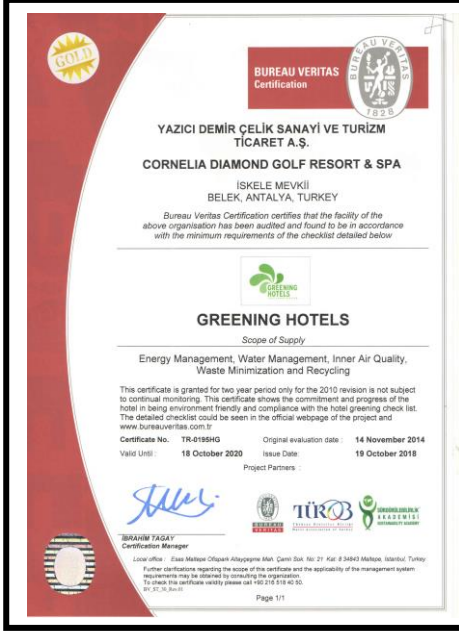 GOLD
BUREAU VERITAS
Certification
BUREAU VERITAS
1828
YAZICI DEMİR ÇELİK SANAYİ VE TURİZM
TİCARET A.Ş.
CORNELIA DIAMOND GOLF RESORT & SPA
İSKELE MEVKİİ
BELEK, ANTALYA, TURKEY
Bureau Veritas Certification certifies that the facility of the
above organisation has been audited and found to be in accordance
with the minimum requirements of the checklist detailed below
GREENING
HOTELS
GREENING HOTELS
Scope of Supply
Energy Management, Water Management, Inner Air Quality,
Waste Minimization and Recycling
This certificate is granted for two year period only for the 2010 revision is not subject
to continual monitoring. This certificate shows the commitment and progress of the
hotel in being environment friendly and compliance with the hotel greening check list.
The detailed checklist could be seen in the official webpage of the project and
www.bureauveritas.com.tr
Certificate No. TR-0195HG Original evaluation date : 14 November 2014
Valid Until : 18 October 2020 Issue Date: 19 October 2018
Project Partners :
BUREAU
VERITAS
TÜROB
SÜRDÜRÜLEBİLİRLİK
AKADEMİSİ
SUSTAINABILITY ACADEMY
İBRAHİM TAGAY
Certification Manager
Local office : Esas Maltepe Ofispark Altayçeşme Mah. Çamlı Sok. No: 21 Kat: 8 34843 Maltepe, Istanbul, Turkey
Further clarifications regarding the scope of this certificate and the applicability of the management system
requirements may be obtained by consulting the organization.
To check this certificate validity please call +90 216 518 40 50.
Page 1/1